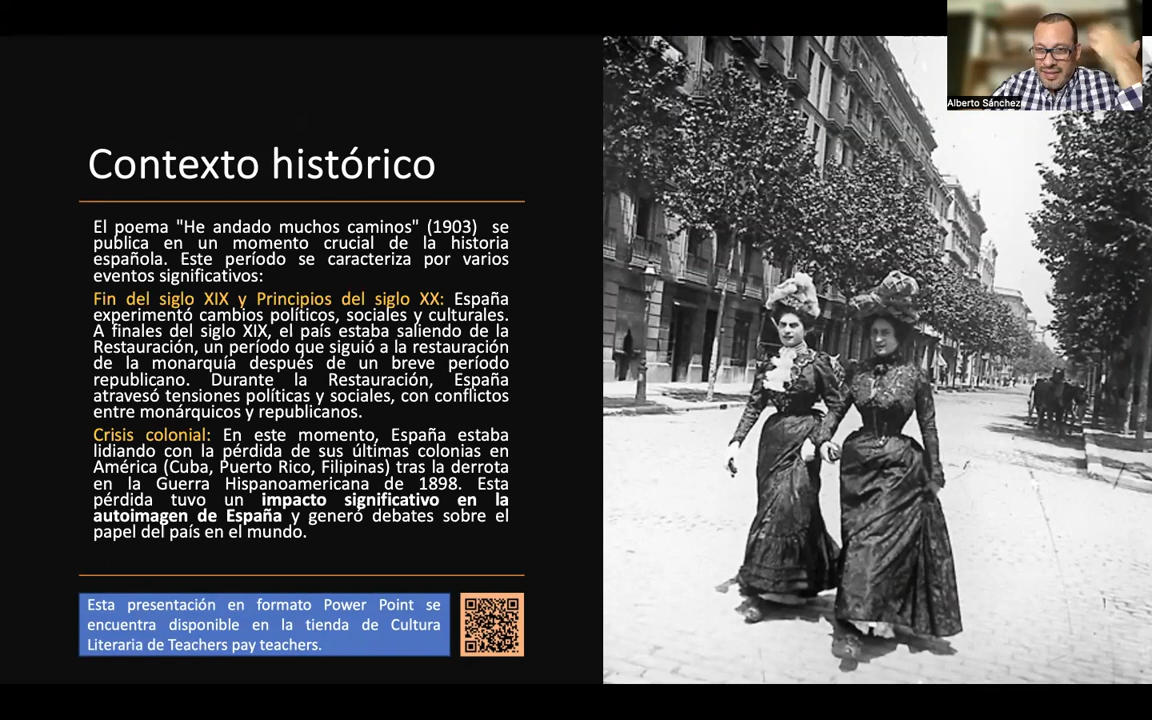 Alberto Sánchez
Contexto histórico
El poema "He andado muchos caminos" (1903) se
publica en un momento crucial de la historia
española. Este período se caracteriza por varios
eventos significativos:
Fin del siglo XIX y Principios del siglo XX: España
experimentó cambios políticos, sociales y culturales.
A finales del siglo XIX, el país estaba saliendo de la
Restauración, un período que siguió a la restauración
de la monarquía después de un breve período
republicano. Durante la Restauración, España
atravesó tensiones políticas y sociales, con conflictos
entre monárquicos y republicanos.
Crisis colonial: En este momento, España estaba
lidiando con la pérdida de sus últimas colonias en
América (Cuba, Puerto Rico, Filipinas) tras la derrota
en la Guerra Hispanoamericana de 1898. Esta
pérdida tuvo un impacto significativo en la
autoimagen de España y generó debates sobre el
papel del país en el mundo.
Esta presentación en formato Power Point se
encuentra disponible en la tienda de Cultura
Literaria de Teachers pay teachers.